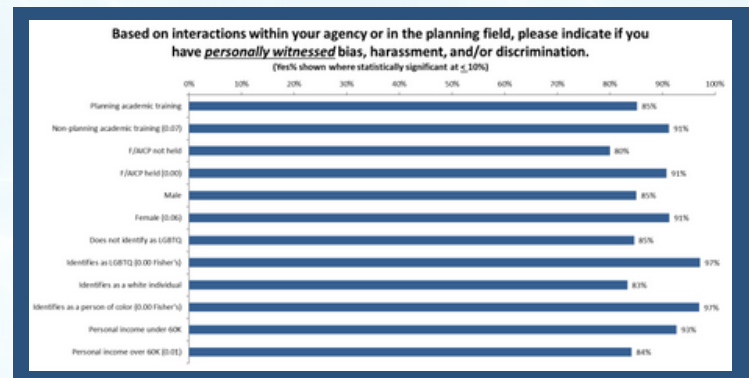 Based on interactions within your agency or in the planning field, please indicate if you
have personally witnessed bias, harassment, and/or discrimination.
(Yes% shown where statistically significant at ≤ 10%)
0% 10% 20% 30% 40% 50% 60% 70% 80% 90% 100%
Planning academic training 85%
Non-planning academic training (0.07) 91%
F/AICP not held 80%
F/AICP held (0.00) 91%
Male 85%
Female (0.06) 91%
Does not identify as LGBTQ 85%
Identifies as LGBTQ (0.00 Fisher's) 97%
Identifies as a white individual 83%
Identifies as a person of color (0.00 Fisher's) 97%
Personal income under 60K 93%
Personal income over 60K (0.01) 84%